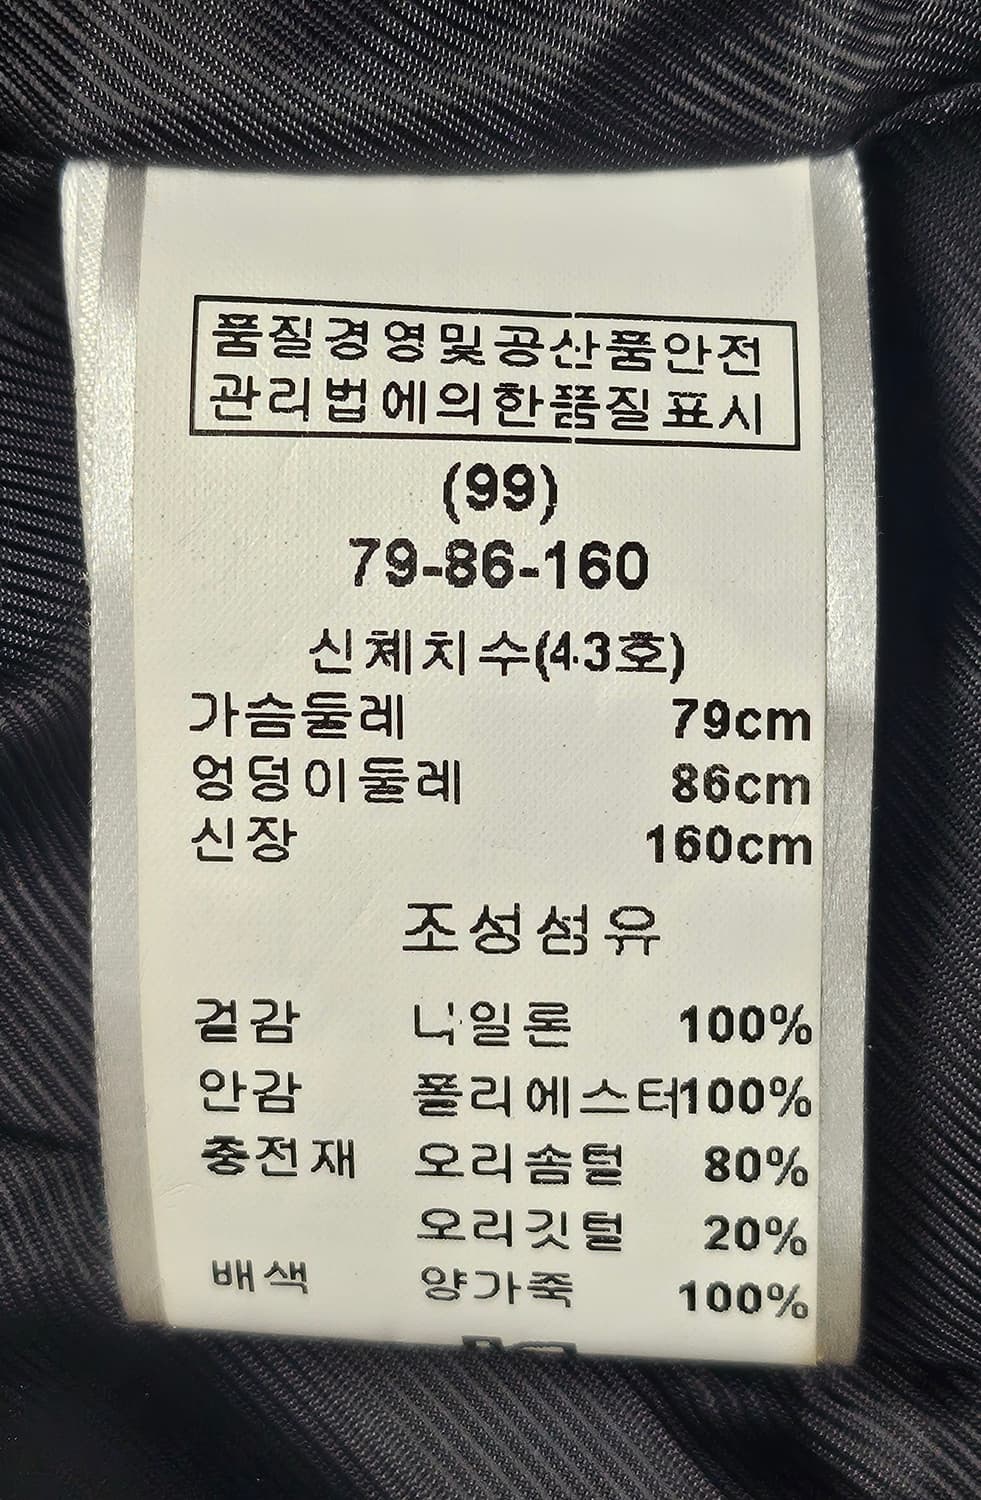 품질경영및공산품안전
관리법에의한품질표시
(99)
79-86-160
신체치수(4.3호)
가슴둘레 79cm
엉덩이둘레 86cm
신장 160cm
조성섬유
겉감 나일론 100%
안감 폴리에스터100%
충전재 오리솜털 80%
오리깃털 20%
배색 양가죽 100%